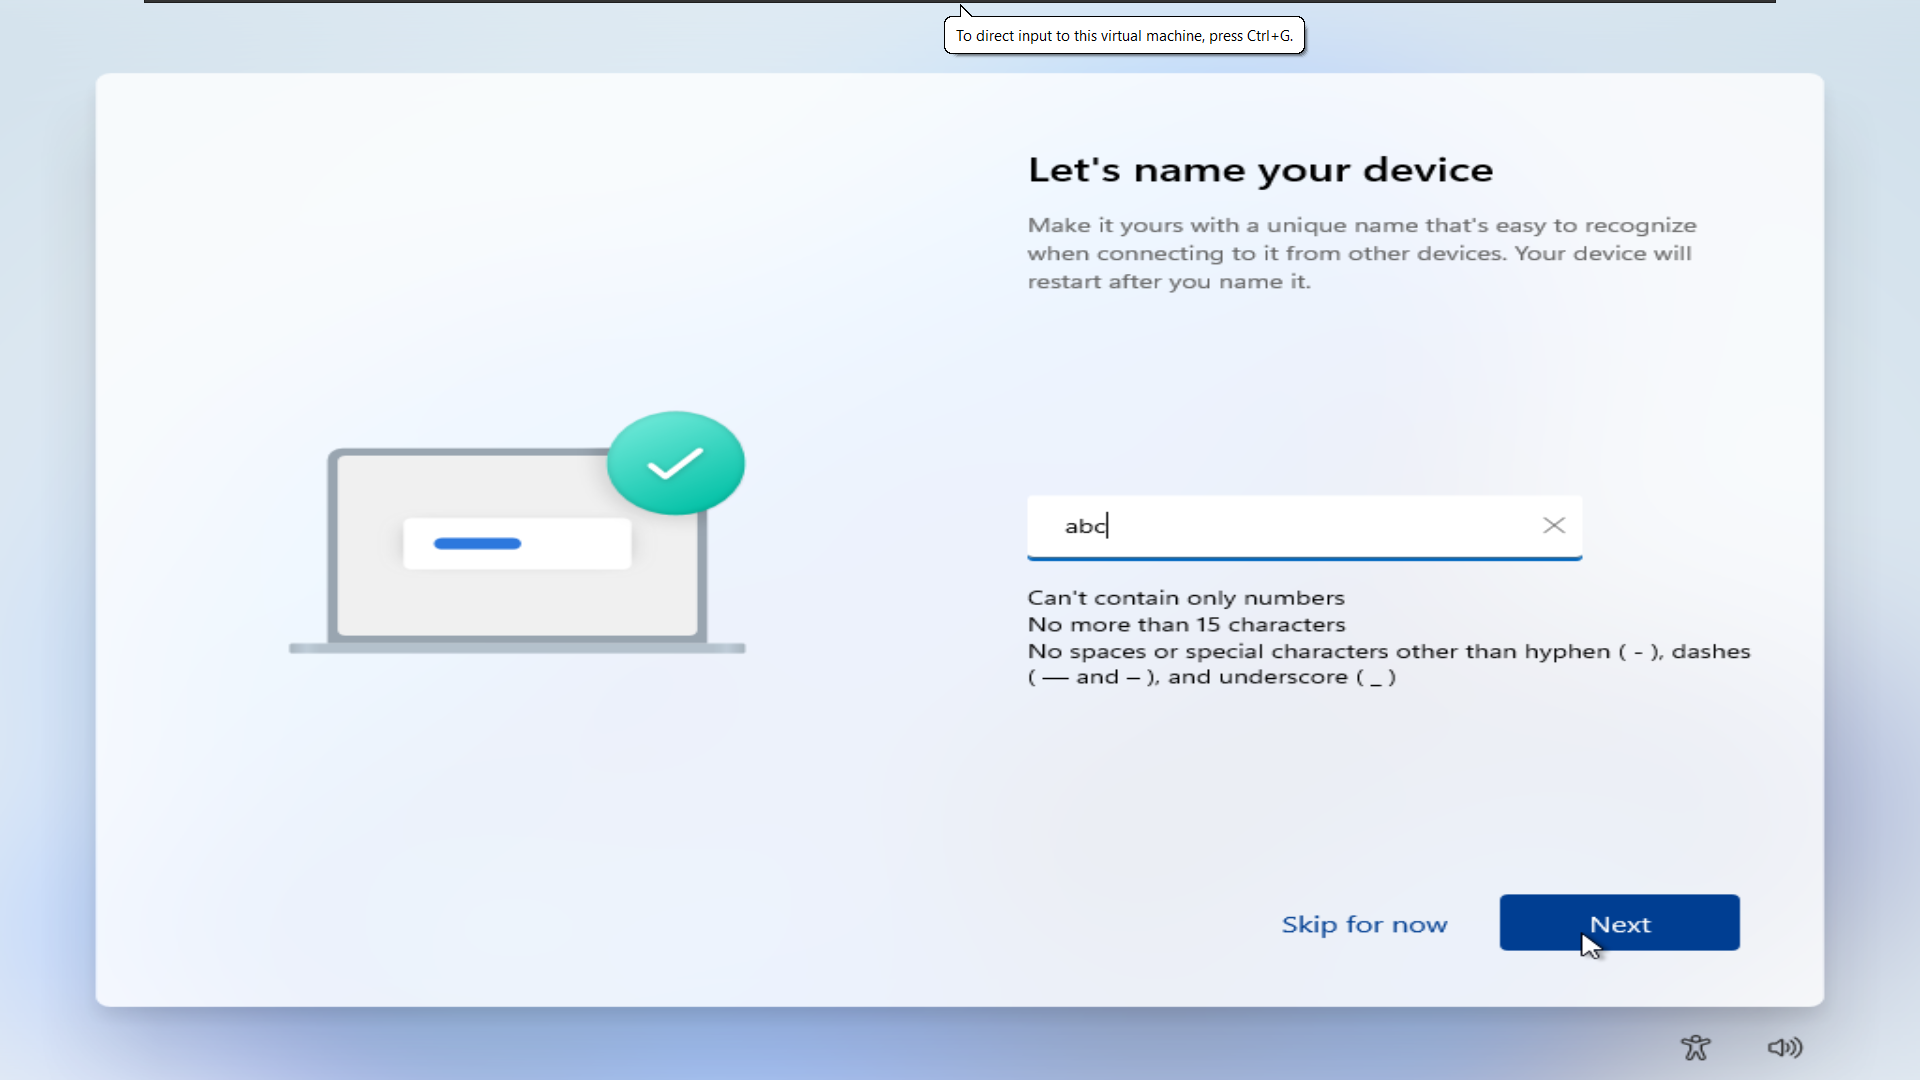 To direct input to this virtual machine, press Ctrl+G.
Let's name your device
Make it yours with a unique name that's easy to recognize
when connecting to it from other devices. Your device will
restart after you name it.
abc
Can't contain only numbers
No more than 15 characters
No spaces or special characters other than hyphen ( - ), dashes
( — and – ), and underscore ( _ )
Skip for now
Next